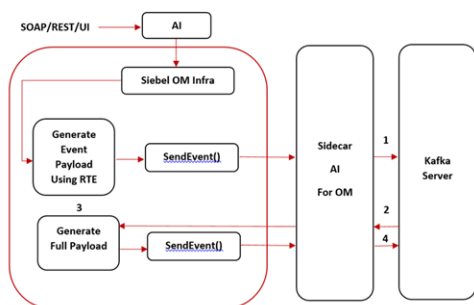 SOAP/REST/UI
AI
Siebel OM Infra
Generate
Event
Payload
Using RTE
SendEvent()
Sidecar
AI
For OM
1
Kafka
Server
2
3
Generate
Full Payload
SendEvent()
4